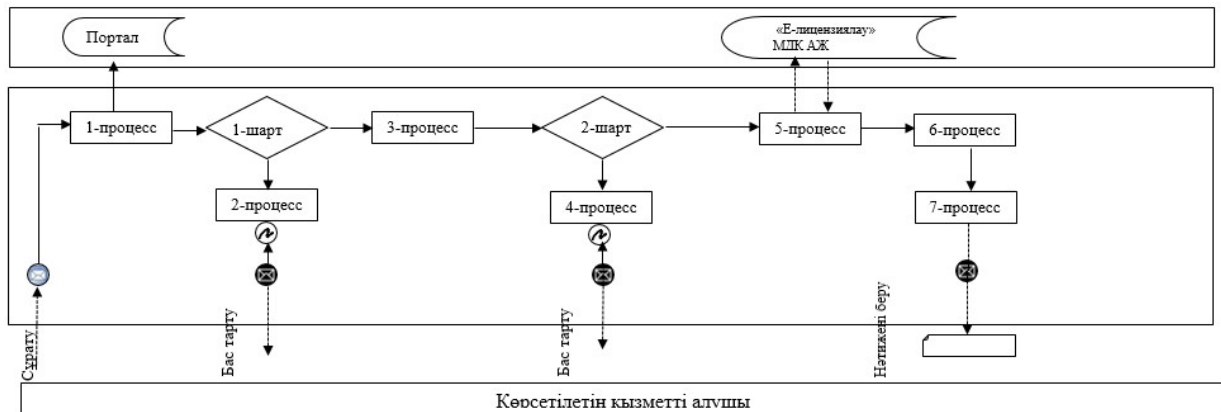 Портал
«Е-лицензиялау»
МДК АЖ
1-процесс
1-шарт
3-процесс
2-шарт
5-процесс
6-процесс
2-процесс
4-процесс
7-процесс
Сұрату
Бас тарту
Бас тарту
Нәтижені беру
Көрсетілетін қызметті алушы